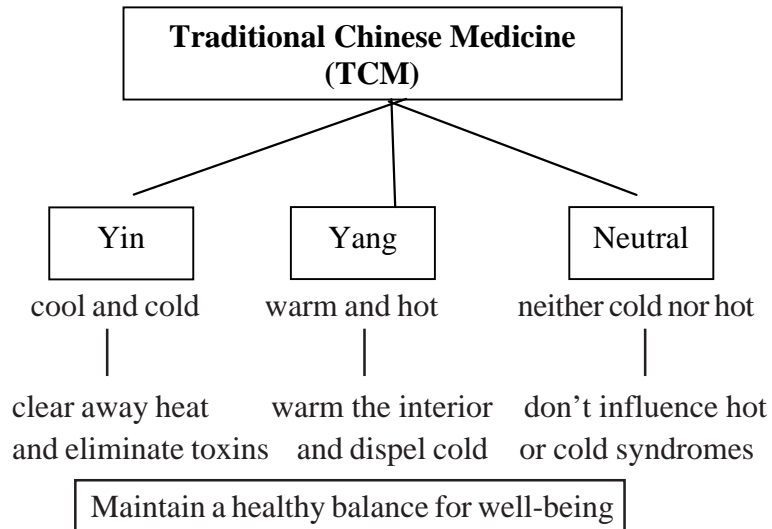 Traditional Chinese Medicine
(TCM)
Yin
Yang
Neutral
cool and cold
warm and hot
neither cold nor hot
clear away heat
and eliminate toxins
warm the interior
and dispel cold
don’t influence hot
or cold syndromes
Maintain a healthy balance for well-being